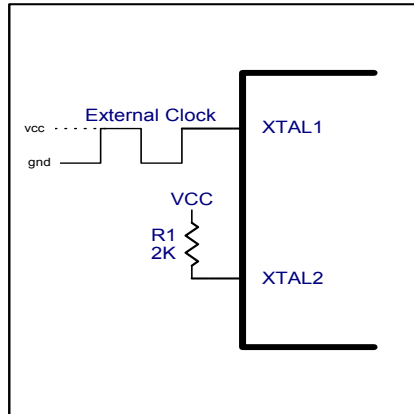 External Clock
vcc
XTAL1
gnd
VCC
R1
2K
XTAL2